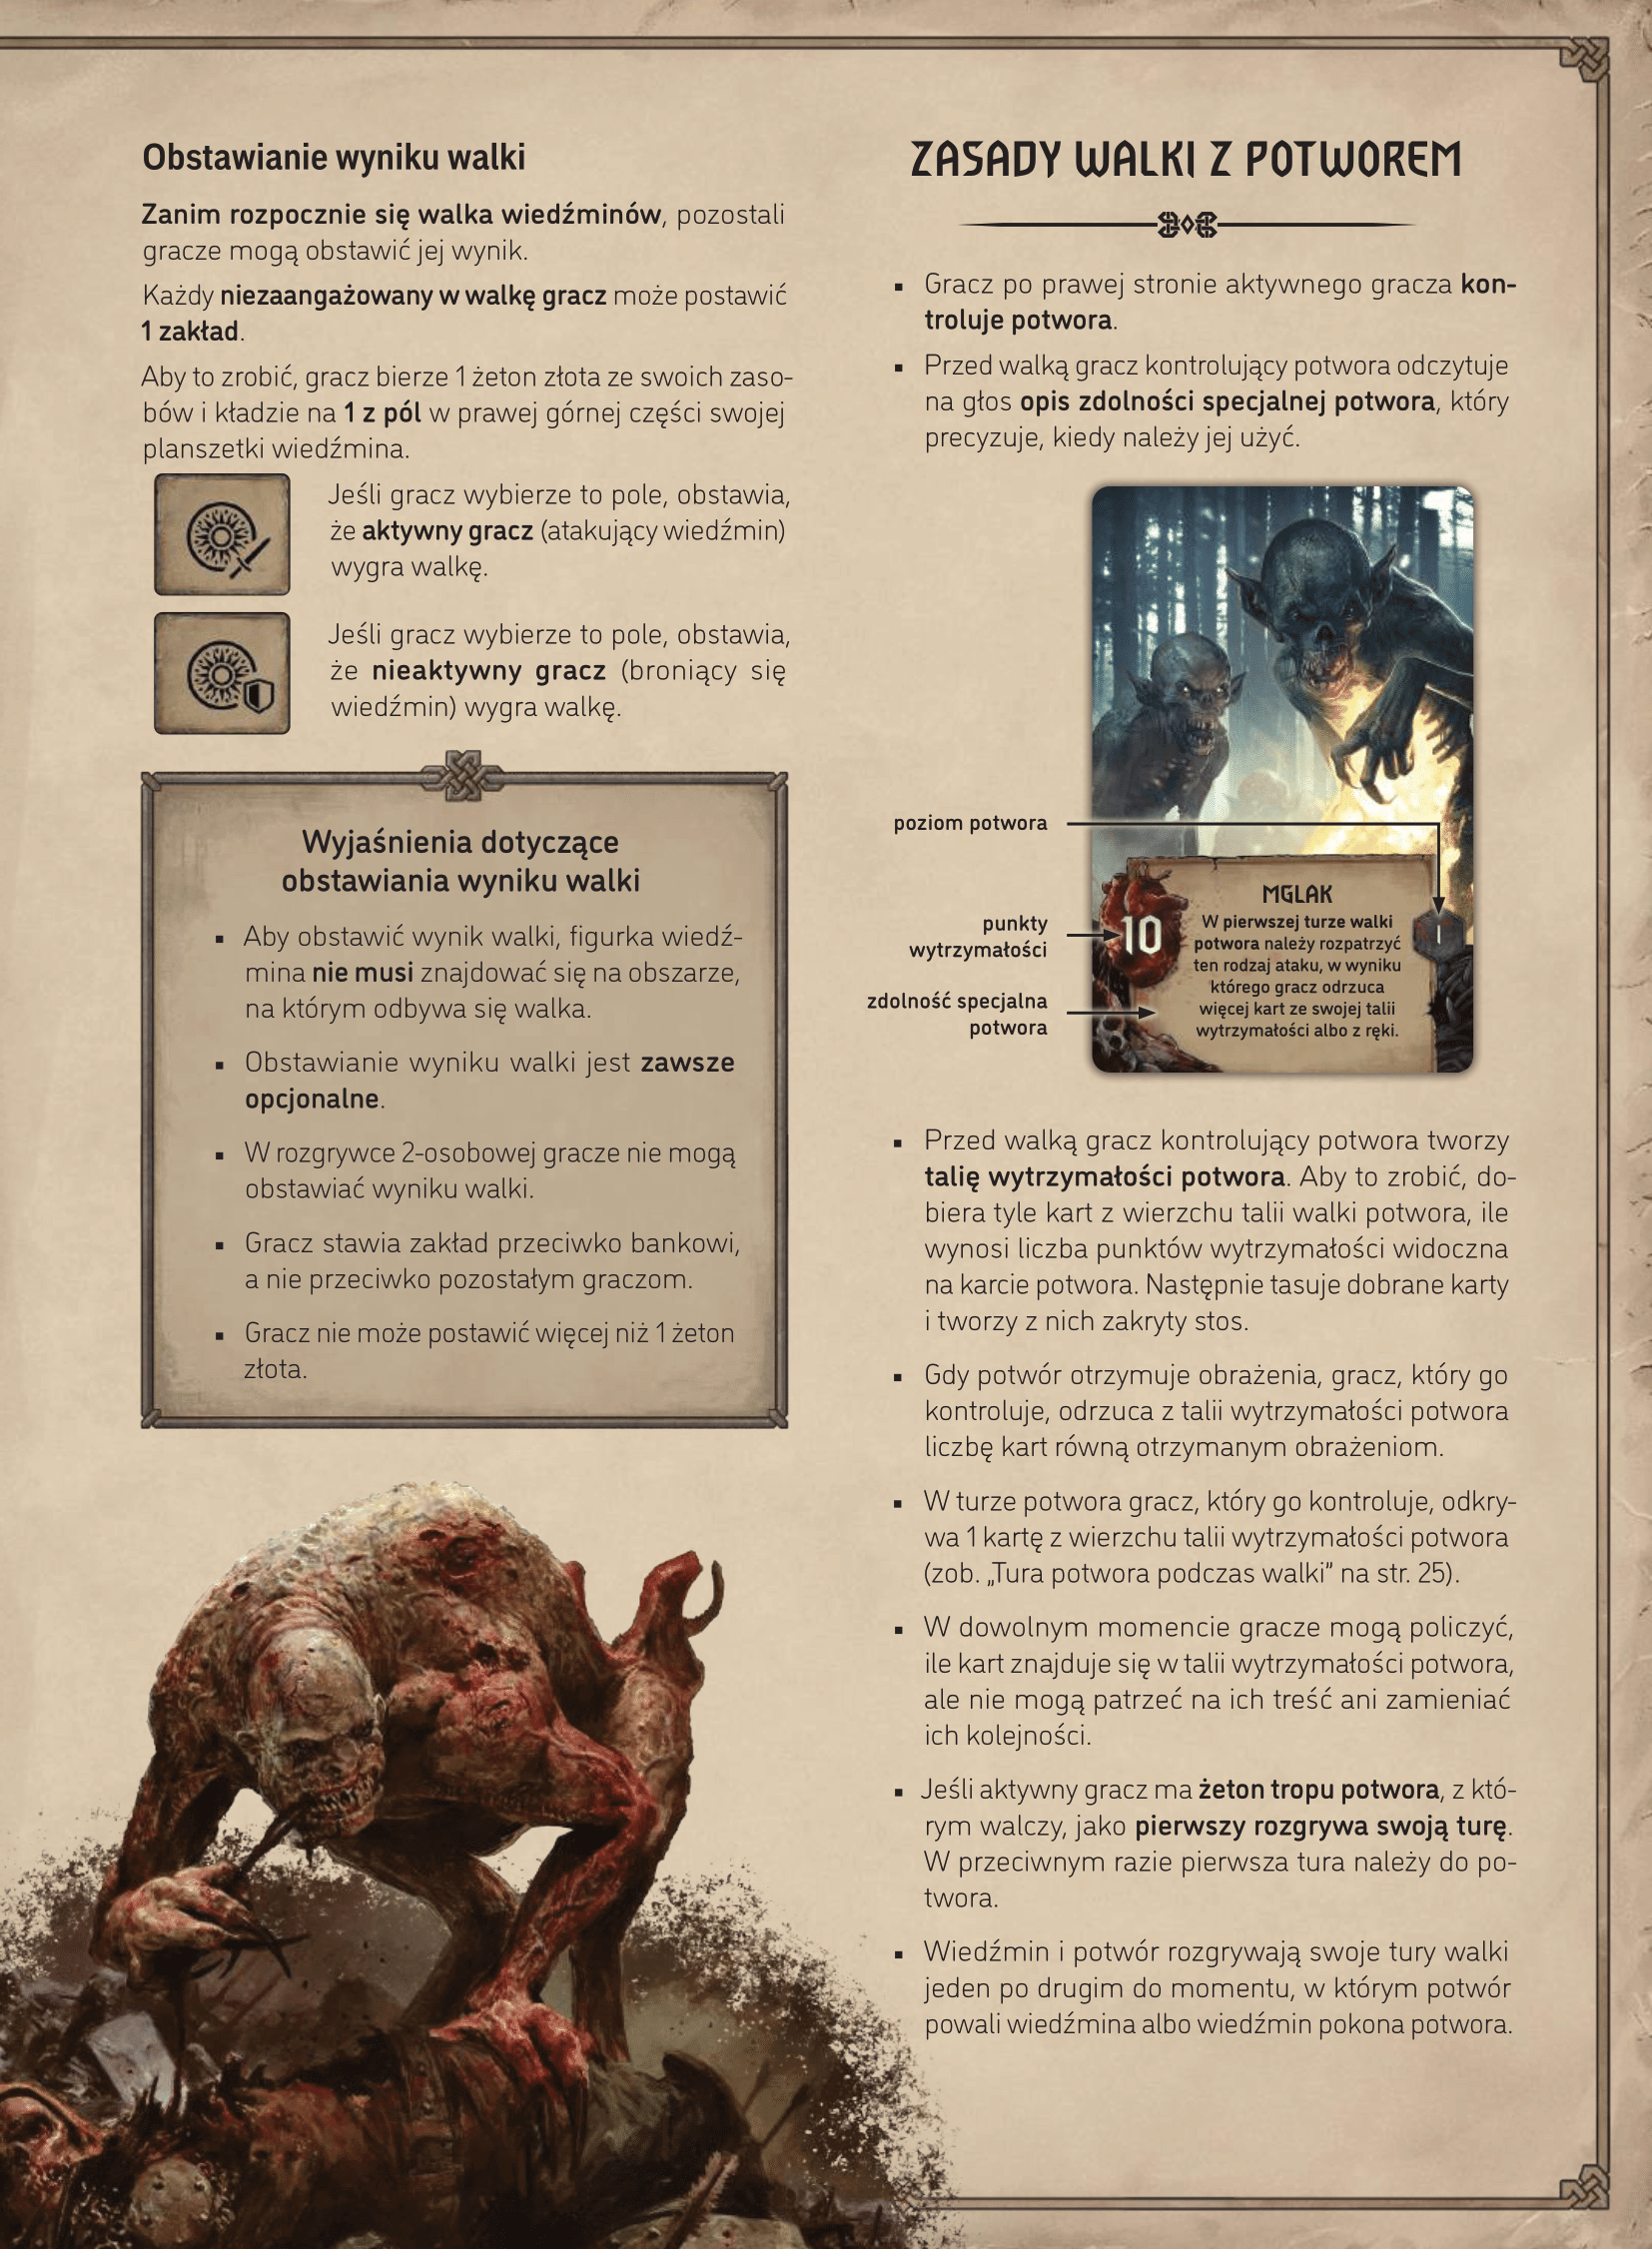 Obstawianie wyniku walki
Zanim rozpocznie się walka wiedźminów, pozostali
gracze mogą obstawić jej wynik.
Każdy niezaangażowany w walkę gracz może postawić
1 zakład.
Aby to zrobić, gracz bierze 1 żeton złota ze swoich zaso-
bów i kładzie na 1 z pól w prawej górnej części swojej
planszetki wiedźmina.
Jeśli gracz wybierze to pole, obstawia,
że aktywny gracz (atakujący wiedźmin)
wygra walkę.
Jeśli gracz wybierze to pole, obstawia,
że nieaktywny gracz (broniący się
wiedźmin) wygra walkę.
Wyjaśnienia dotyczące
obstawiania wyniku walki
▪ Aby obstawić wynik walki, figurka wiedź-
mina nie musi znajdować się na obszarze,
na którym odbywa się walka.
▪ Obstawianie wyniku walki jest zawsze
opcjonalne.
▪ W rozgrywce 2-osobowej gracze nie mogą
obstawiać wyniku walki.
▪ Gracz stawia zakład przeciwko bankowi,
a nie przeciwko pozostałym graczom.
▪ Gracz nie może postawić więcej niż 1 żeton
złota.
ZASADY WALKI Z POTWOREM
▪ Gracz po prawej stronie aktywnego gracza kon-
troluje potwora.
▪ Przed walką gracz kontrolujący potwora odczytuje
na głos opis zdolności specjalnej potwora, który
precyzuje, kiedy należy jej użyć.
poziom potwora
punkty
wytrzymałości
zdolność specjalna
potwora
MGLAK
10
I
W pierwszej turze walki
potwora należy rozpatrzyć
ten rodzaj ataku, w wyniku
którego gracz odrzuca
więcej kart ze swojej talii
wytrzymałości albo z ręki.
▪ Przed walką gracz kontrolujący potwora tworzy
talię wytrzymałości potwora. Aby to zrobić, do-
biera tyle kart z wierzchu talii walki potwora, ile
wynosi liczba punktów wytrzymałości widoczna
na karcie potwora. Następnie tasuje dobrane karty
i tworzy z nich zakryty stos.
▪ Gdy potwór otrzymuje obrażenia, gracz, który go
kontroluje, odrzuca z talii wytrzymałości potwora
liczbę kart równą otrzymanym obrażeniom.
▪ W turze potwora gracz, który go kontroluje, odkry-
wa 1 kartę z wierzchu talii wytrzymałości potwora
(zob. „Tura potwora podczas walki” na str. 25).
▪ W dowolnym momencie gracze mogą policzyć,
ile kart znajduje się w talii wytrzymałości potwora,
ale nie mogą patrzeć na ich treść ani zamieniać
ich kolejności.
▪ Jeśli aktywny gracz ma żeton tropu potwora, z któ-
rym walczy, jako pierwszy rozgrywa swoją turę.
W przeciwnym razie pierwsza tura należy do po-
twora.
▪ Wiedźmin i potwór rozgrywają swoje tury walki
jeden po drugim do momentu, w którym potwór
powali wiedźmina albo wiedźmin pokona potwora.